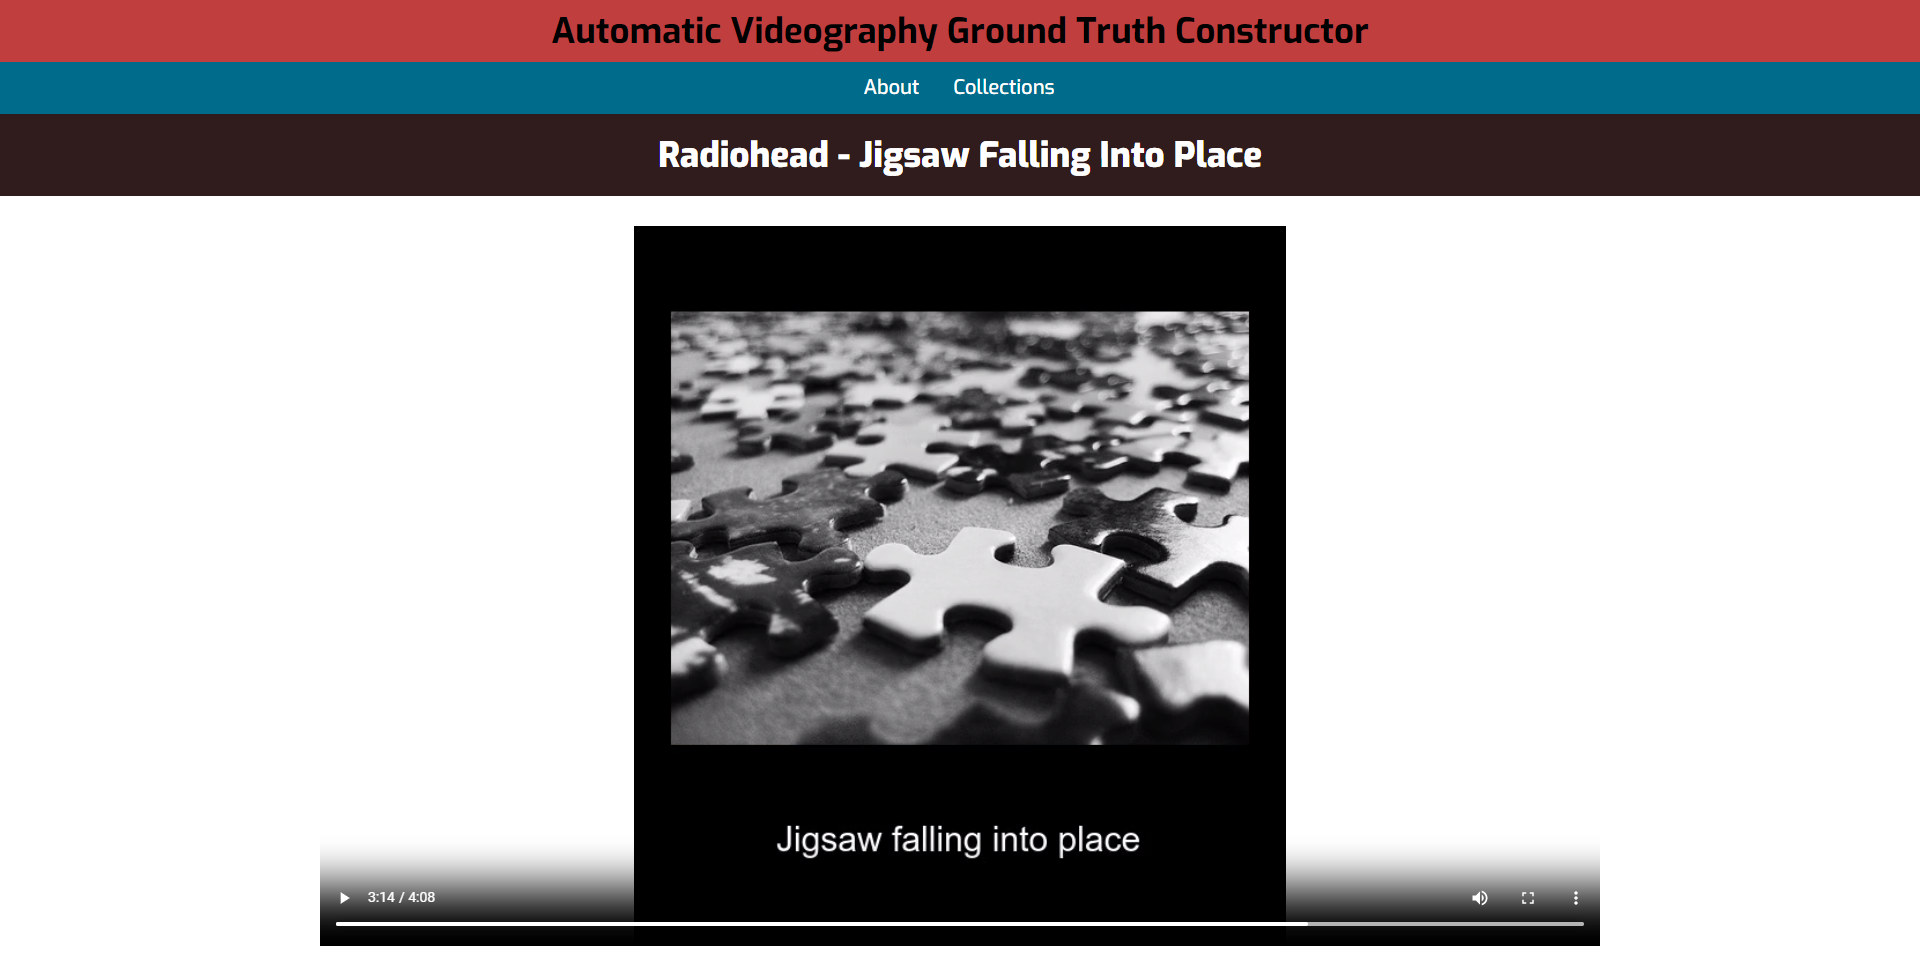 Automatic Videography Ground Truth Constructor
About Collections
Radiohead - Jigsaw Falling Into Place
Jigsaw falling into place
3:14 / 4:08